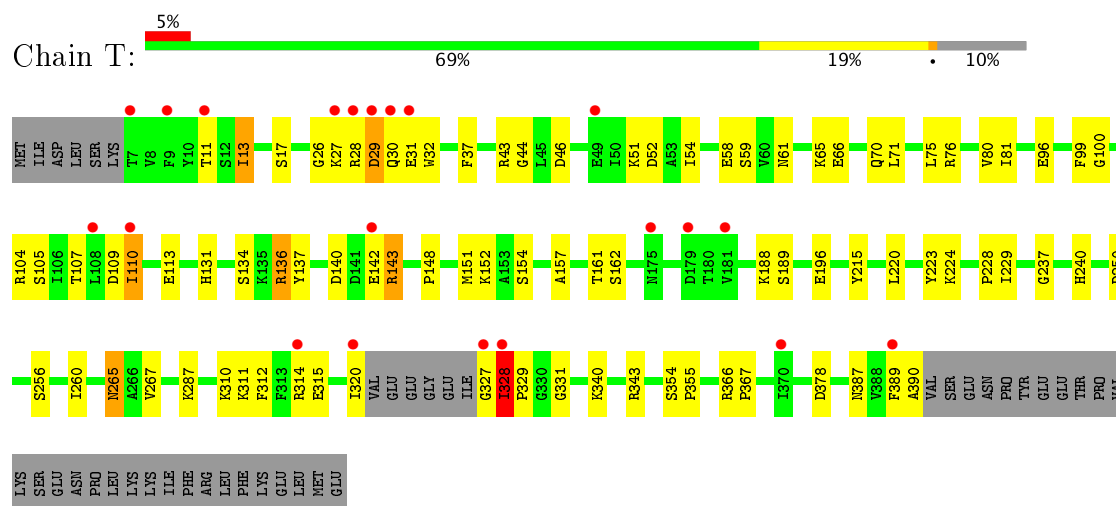 5%
Chain T:
69% 19% • 10%
MET ILE ASP LEU SER LYS T7 V8 F9 Y10 T11 S12 I13 S17 G26 K27 R28 D29 Q30 E31 W32 F37 R43 G44 L45 D46 E49 I50 K51 D52 A53 I54 E58 S59 V60 N61 K65 E66 Q70 L71 L75 R76 V80 I81 E96 F99 G100
R104 S105 I106 T107 L108 D109 I110 E113 H131 S134 K135 R136 Y137 D140 D141 E142 R143 P148 M151 K152 A153 S154 A157 T161 S162 N175 D179 T180 V181 K188 S189 E196 Y215 L220 Y223 K224 P228 I229 G237 H240
S256 I260 N265 A266 V267 K287 K310 K311 F312 F313 R314 E315 I320 VAL GLU GLU GLY GLU ILE G327 I328 P329 G330 G331 K340 R343 S354 P355 R366 P367 I370 D378 N387 V388 F389 A390 VAL SER GLU ASN PRO TYR GLU GLU THR PRO
LYS SER GLU ASN PRO LEU LYS LYS ILE PHE ARG LEU PHE LYS GLU LEU MET GLU